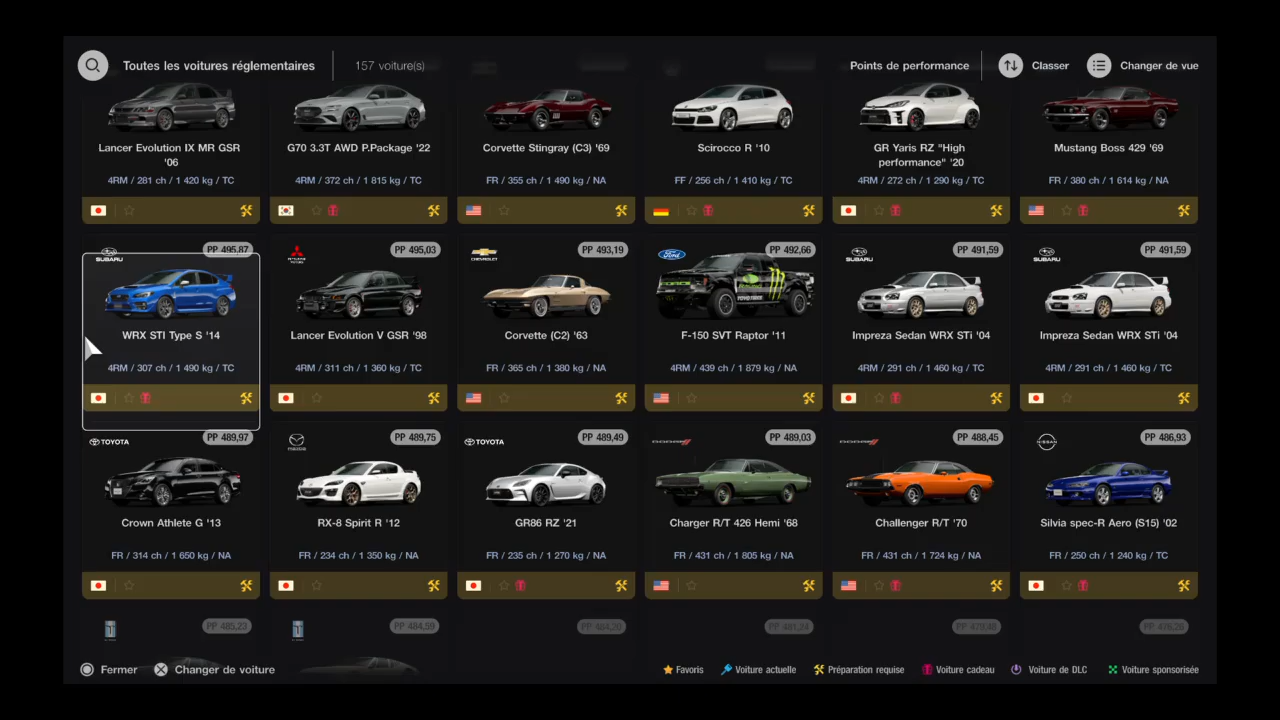 Toutes les voitures réglementaires
157 voiture(s)
Points de performance
Classer
Changer de vue
Lancer Evolution IX MR GSR
'06
4RM / 281 ch / 1 420 kg / TC
G70 3.3T AWD P.Package '22
4RM / 372 ch / 1 815 kg / TC
Corvette Stingray (C3) '69
FR / 355 ch / 1 490 kg / NA
Scirocco R '10
FF / 256 ch / 1 410 kg / TC
GR Yaris RZ "High
performance" '20
4RM / 272 ch / 1 290 kg / TC
Mustang Boss 429 '69
FR / 380 ch / 1 614 kg / NA
SUBARU
PP 495,87
WRX STI Type S '14
4RM / 307 ch / 1 490 kg / TC
PP 495,03
Lancer Evolution V GSR '98
4RM / 311 ch / 1 360 kg / TC
CHEVROLET
PP 493,19
Corvette (C2) '63
FR / 365 ch / 1 380 kg / NA
Ford
PP 492,66
F-150 SVT Raptor '11
4RM / 439 ch / 1 879 kg / NA
SUBARU
PP 491,59
Impreza Sedan WRX STi '04
4RM / 291 ch / 1 460 kg / TC
SUBARU
PP 491,59
Impreza Sedan WRX STi '04
4RM / 291 ch / 1 460 kg / TC
TOYOTA
PP 489,97
Crown Athlete G '13
FR / 314 ch / 1 650 kg / NA
PP 489,75
RX-8 Spirit R '12
FR / 234 ch / 1 350 kg / NA
TOYOTA
PP 489,49
GR86 RZ '21
FR / 235 ch / 1 270 kg / NA
DODGE
PP 489,03
Charger R/T 426 Hemi '68
FR / 431 ch / 1 805 kg / NA
DODGE
PP 488,45
Challenger R/T '70
FR / 431 ch / 1 724 kg / NA
NISSAN
PP 486,93
Silvia spec-R Aero (S15) '02
FR / 250 ch / 1 240 kg / TC
PP 485,23
PP 484,59
Fermer
Changer de voiture
Favoris
Voiture actuelle
Préparation requise
Voiture cadeau
Voiture de DLC
Voiture sponsorisée